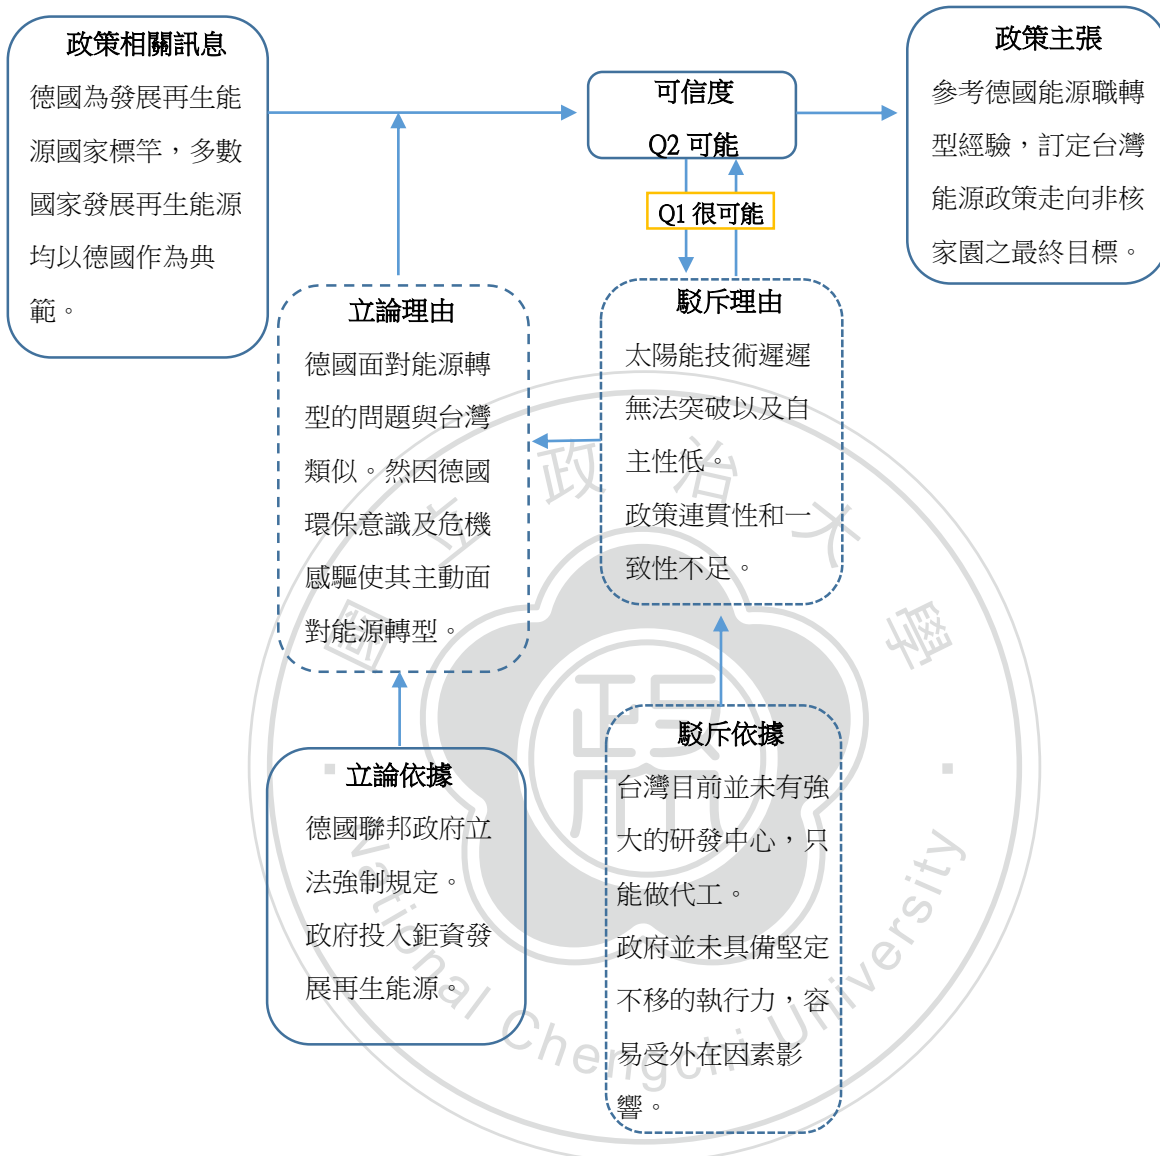 政策相關訊息
德國為發展再生能
源國家標竿，多數
國家發展再生能源
均以德國作為典
範。
可信度
Q2 可能
Q1 很可能
政策主張
參考德國能源職轉
型經驗，訂定台灣
能源政策走向非核
家園之最終目標。
立論理由
德國面對能源轉
型的問題與台灣
類似。然因德國
環保意識及危機
感驅使其主動面
對能源轉型。
駁斥理由
太陽能技術遲遲
無法突破以及自
主性低。
政策連貫性和一
致性不足。
立論依據
德國聯邦政府立
法強制規定。
政府投入鉅資發
展再生能源。
駁斥依據
台灣目前並未有強
大的研發中心，只
能做代工。
政府並未具備堅定
不移的執行力，容
易受外在因素影
響。
國立政治大學
National Chengchi University